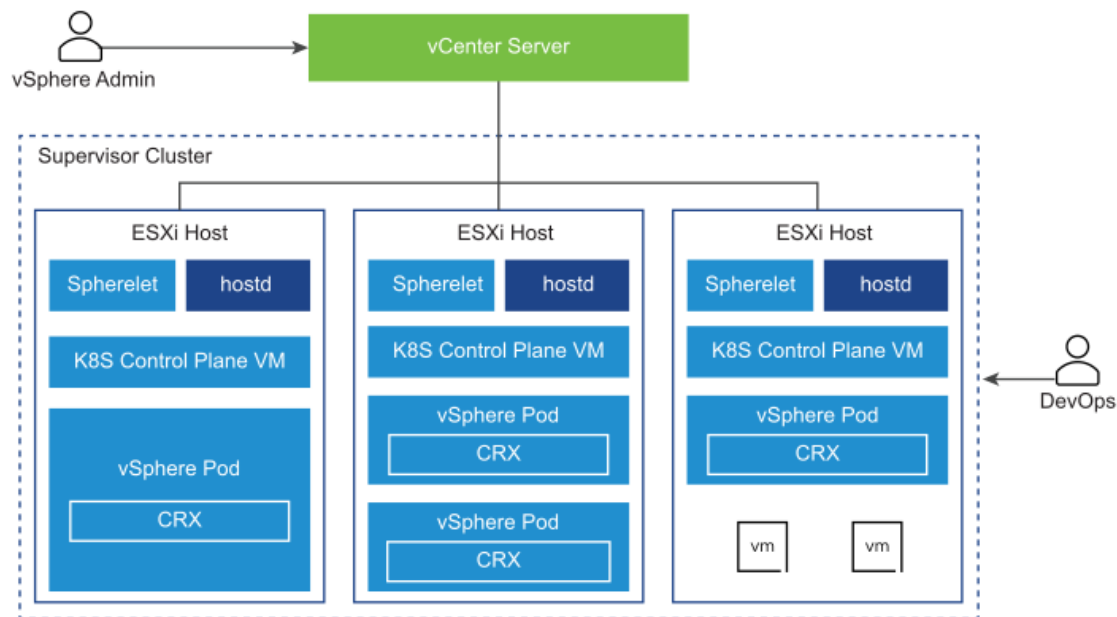 vCenter Server
vSphere Admin
Supervisor Cluster
ESXi Host
Spherelet
hostd
K8S Control Plane VM
vSphere Pod
CRX
ESXi Host
Spherelet
hostd
K8S Control Plane VM
vSphere Pod
CRX
vSphere Pod
CRX
ESXi Host
Spherelet
hostd
K8S Control Plane VM
vSphere Pod
CRX
vm
vm
DevOps